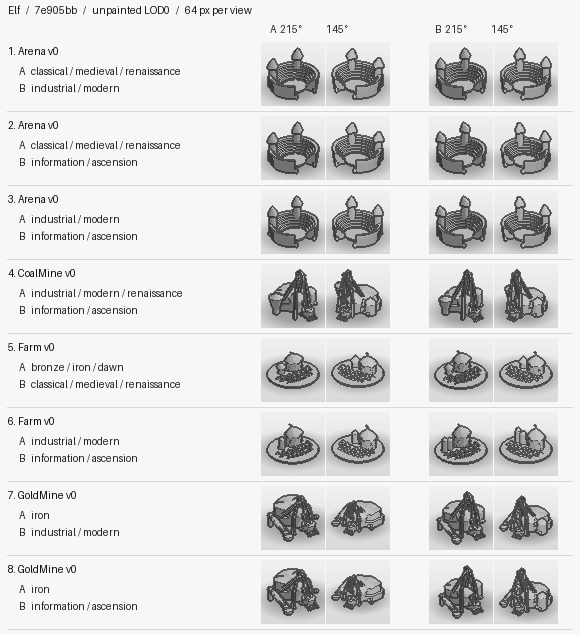 Elf / 7e905bb / unpainted LOD0 / 64 px per view
A 215° 145° B 215° 145°
1. Arena v0
A classical / medieval / renaissance
B industrial / modern
2. Arena v0
A classical / medieval / renaissance
B information / ascension
3. Arena v0
A industrial / modern
B information / ascension
4. CoalMine v0
A industrial / modern / renaissance
B information / ascension
5. Farm v0
A bronze / iron / dawn
B classical / medieval / renaissance
6. Farm v0
A industrial / modern
B information / ascension
7. GoldMine v0
A iron
B industrial / modern
8. GoldMine v0
A iron
B information / ascension